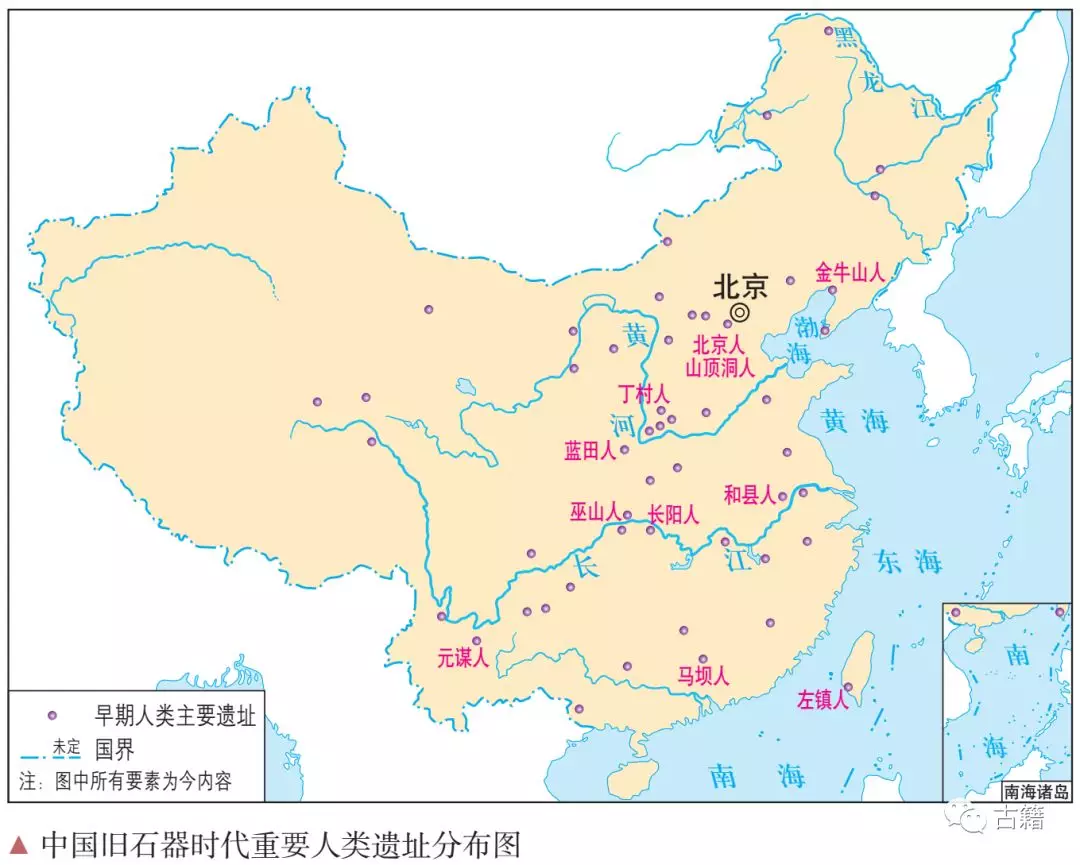 黑
龙
江
金牛山人
北京
渤
海
黄
北京人
山顶洞人
丁村人
河
黄海
蓝田人
和县人
巫山人
长阳人
长
江
东海
元谋人
马坝人
左镇人
南
海
南海
早期人类主要遗址
未定
国界
注：图中所有要素为今内容
南海诸岛
古籍
▲中国旧石器时代重要人类遗址分布图